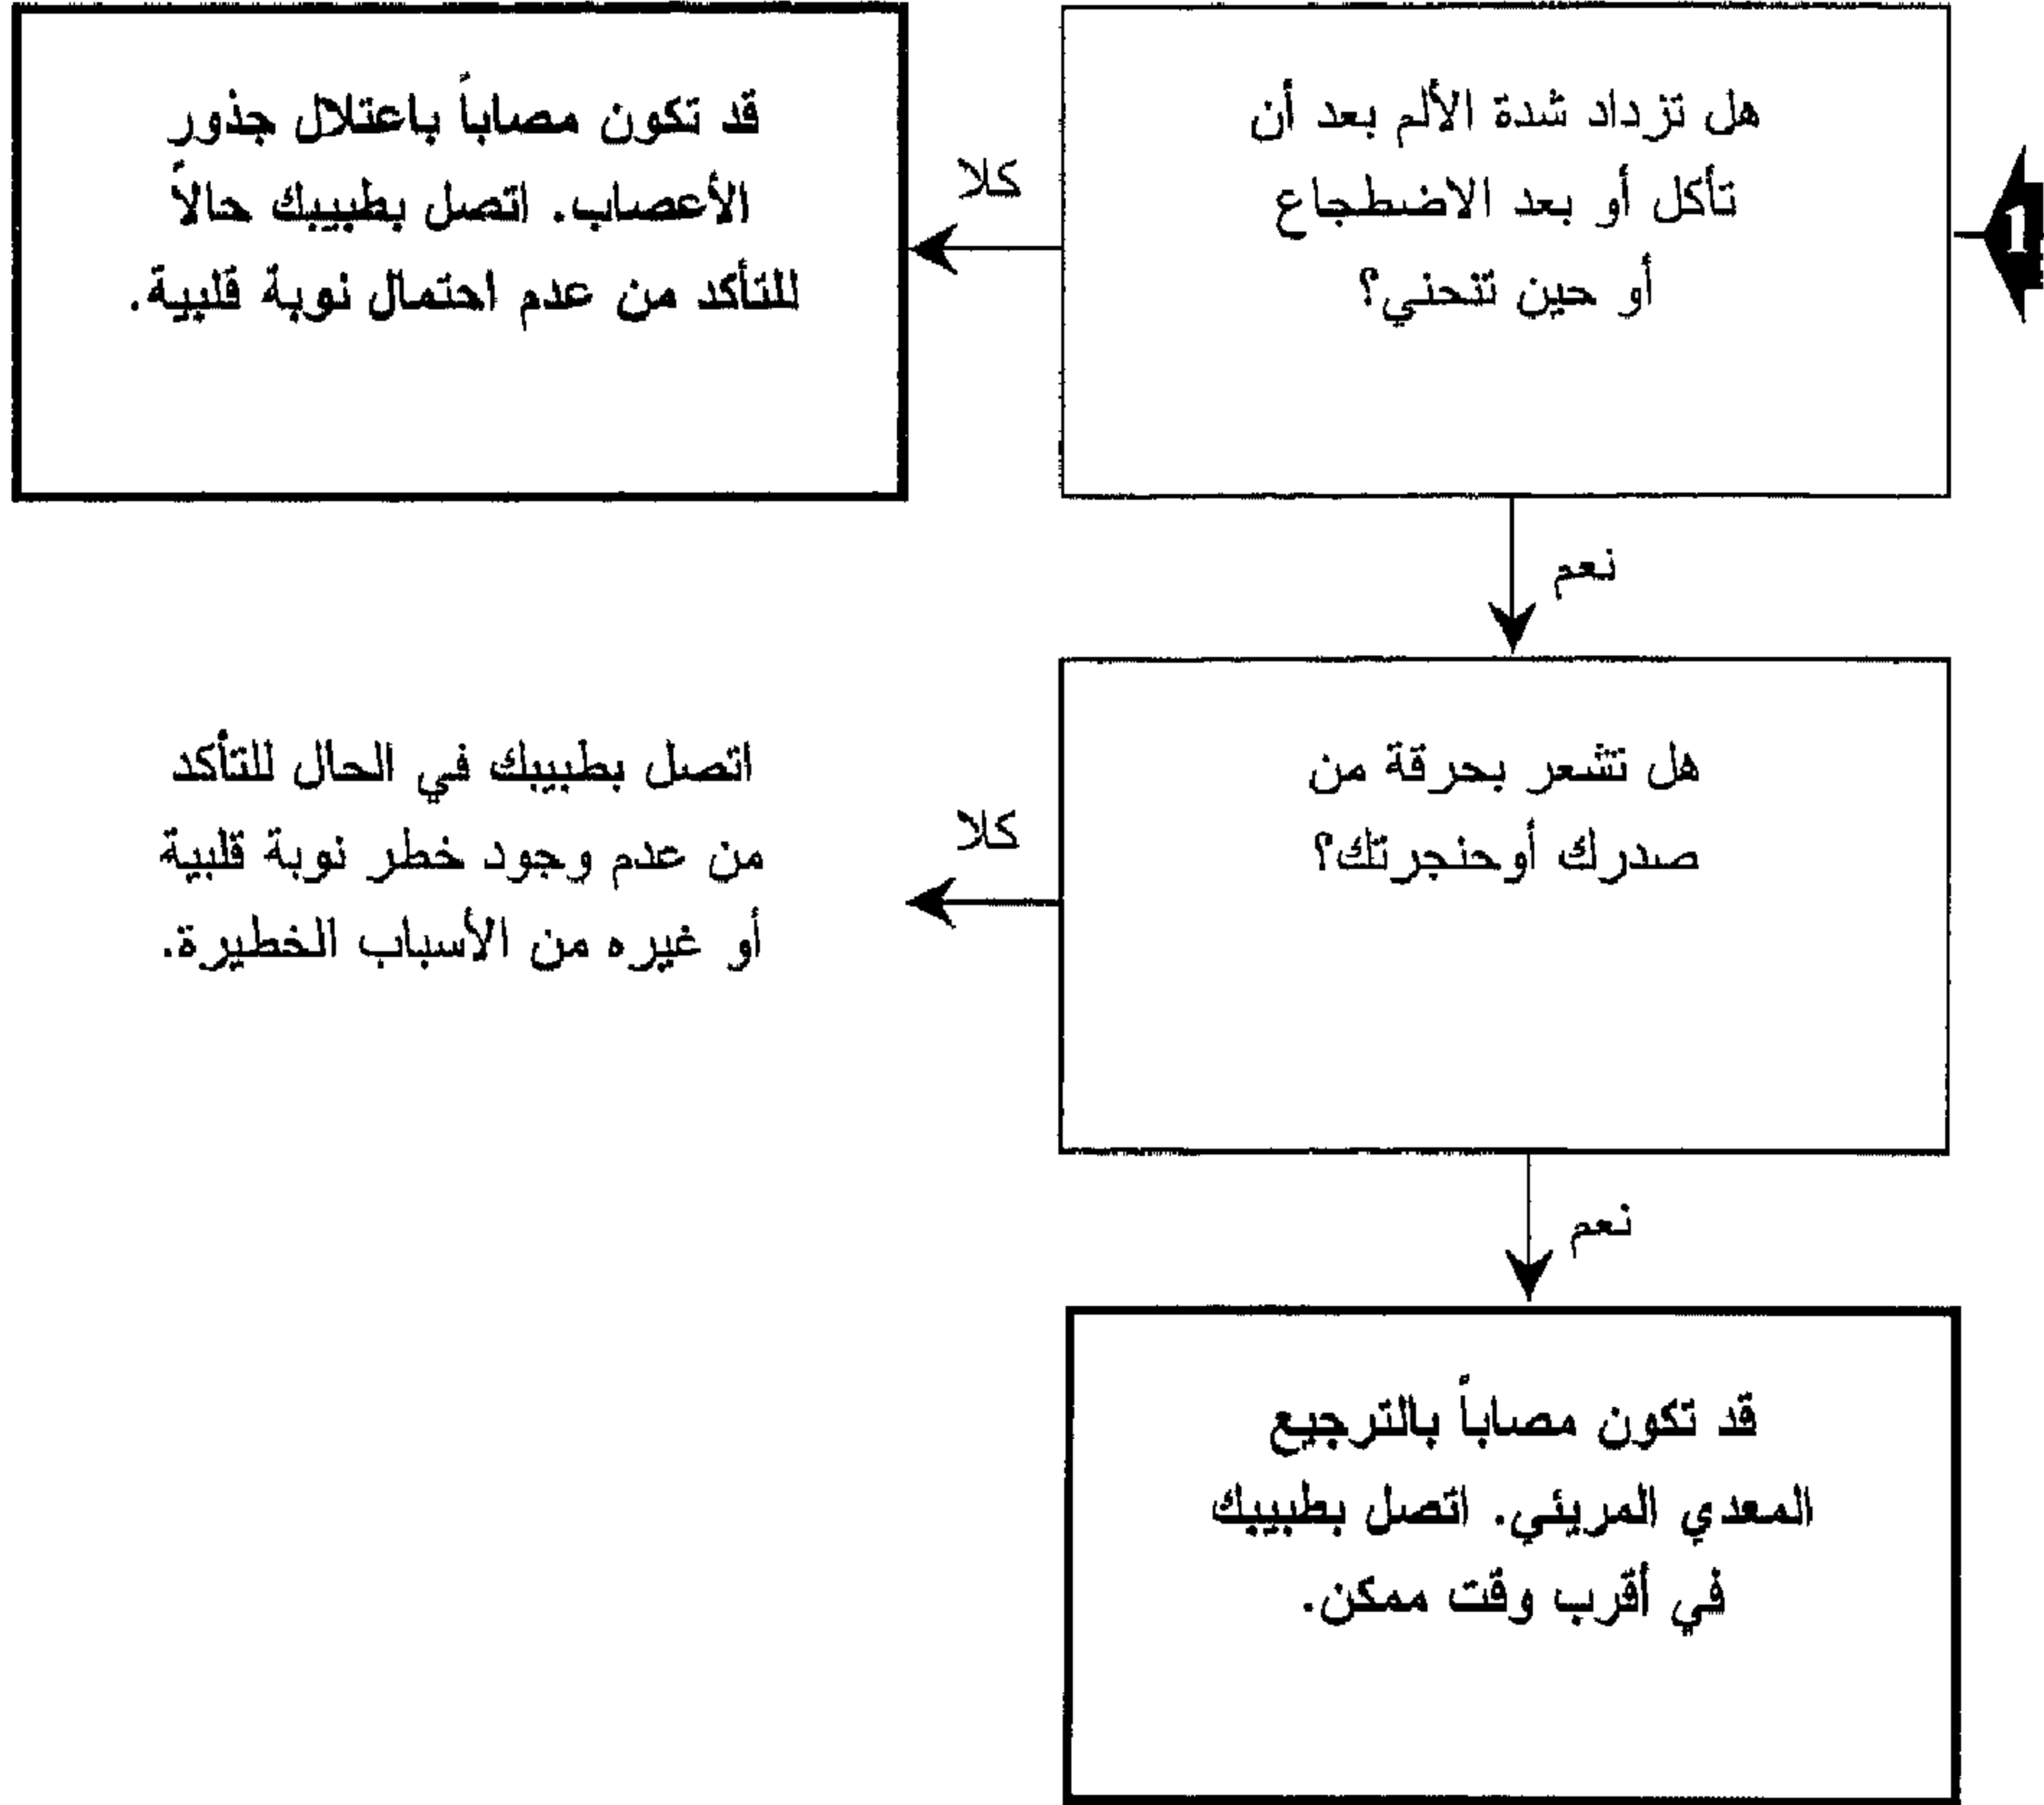 1
هل تزداد شدة الألم بعد أن
تأكل أو بعد الاضطجاع
أو حين تنحني؟
كلا
قد تكون مصاباً باعتلال جذور
الأعصاب. اتصل بطبيبك حالاً
للتأكد من عدم احتمال نوبة قلبية.
نعم
هل تشعر بحرقة من
صدرك أوحنجرتك؟
كلا
اتصل بطبيبك في الحال للتأكد
من عدم وجود خطر نوبة قلبية
أو غيره من الأسباب الخطيرة.
نعم
قد تكون مصاباً بالترجيع
المعدي المريئي. اتصل بطبيبك
في أقرب وقت ممكن.